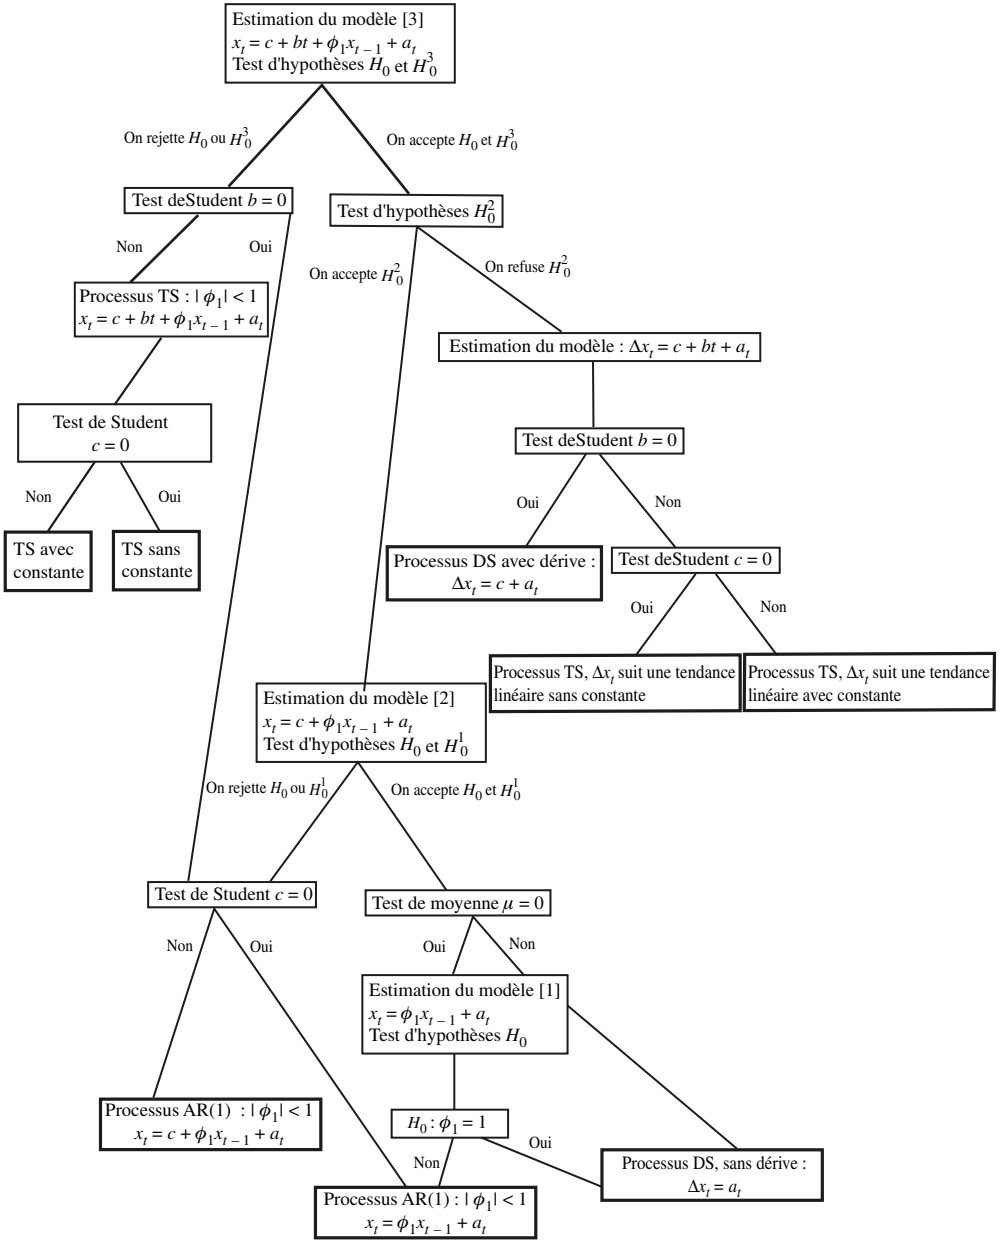 Estimation du modèle [3]
x_t = c + bt + ϕ_1x_{t – 1} + a_t
Test d'hypothèses H_0 et H_0^3
On rejette H_0 ou H_0^3
On accepte H_0 et H_0^3
Test deStudent b = 0
Test d'hypothèses H_0^2
Non
Oui
On accepte H_0^2
On refuse H_0^2
Processus TS : | ϕ_1| < 1
x_t = c + bt + ϕ_1x_{t – 1} + a_t
Estimation du modèle : Δx_t = c + bt + a_t
Test de Student
c = 0
Test deStudent b = 0
Non
Oui
Oui
Non
TS avec
constante
TS sans
constante
Processus DS avec dérive :
Δx_t = c + a_t
Test deStudent c = 0
Oui
Non
Processus TS, Δx_t suit une tendance
linéaire sans constante
Processus TS, Δx_t suit une tendance
linéaire avec constante
Estimation du modèle [2]
x_t = c + ϕ_1x_{t – 1} + a_t
Test d'hypothèses H_0 et H_0^1
On rejette H_0 ou H_0^1
On accepte H_0 et H_0^1
Test de Student c = 0
Test de moyenne μ = 0
Non
Oui
Oui
Non
Estimation du modèle [1]
x_t = ϕ_1x_{t – 1} + a_t
Test d'hypothèses H_0
Processus AR(1) : | ϕ_1| < 1
x_t = c + ϕ_1x_{t – 1} + a_t
H_0 : ϕ_1 = 1
Oui
Non
Processus DS, sans dérive :
Δx_t = a_t
Processus AR(1) : | ϕ_1| < 1
x_t = ϕ_1x_{t – 1} + a_t